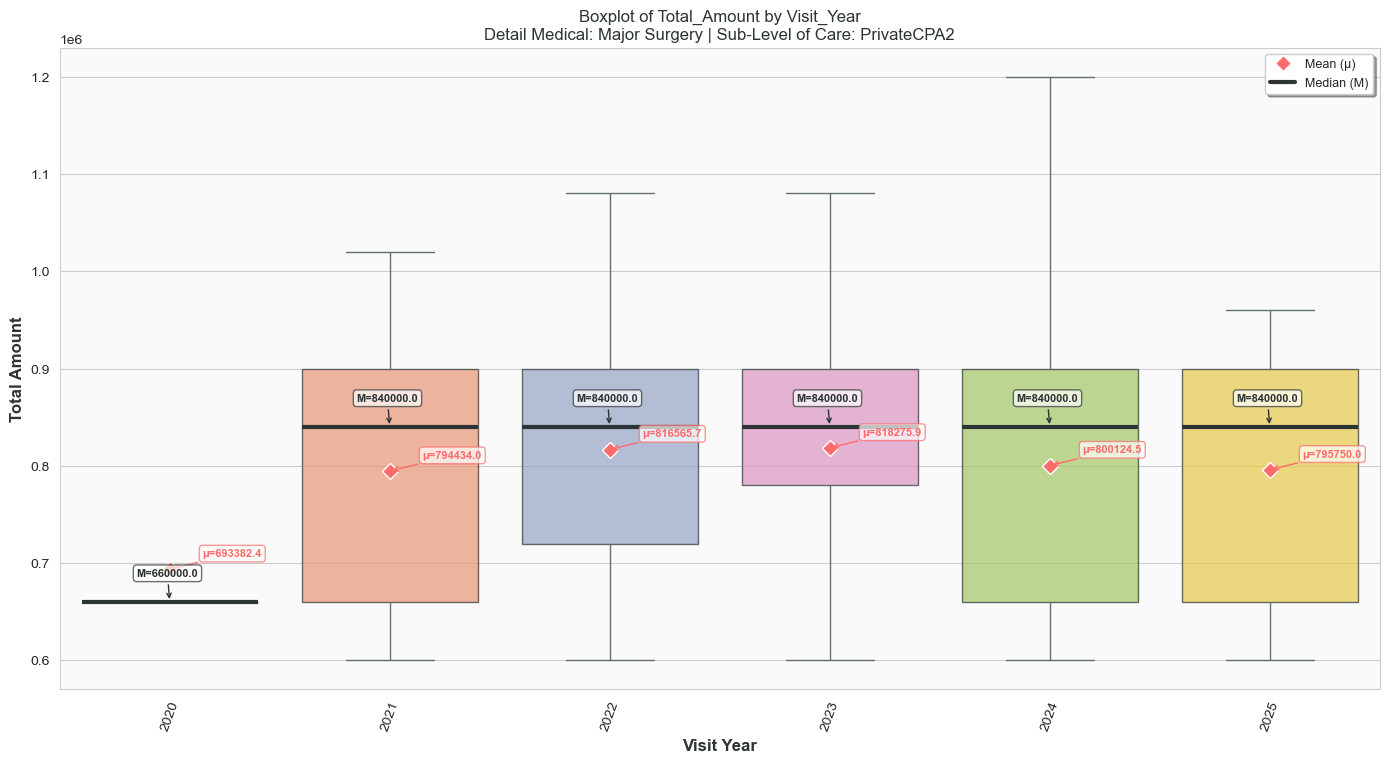 Boxplot of Total_Amount by Visit_Year
Detail Medical: Major Surgery | Sub-Level of Care: PrivateCPA2
1e6
Mean (μ)
Median (M)
1.2
1.1
1.0
0.9
0.8
0.7
0.6
Total Amount
M=660000.0
μ=693382.4
M=840000.0
μ=794434.0
M=840000.0
μ=816565.7
M=840000.0
μ=818275.9
M=840000.0
μ=800124.5
M=840000.0
μ=795750.0
2020
2021
2022
2023
2024
2025
Visit Year